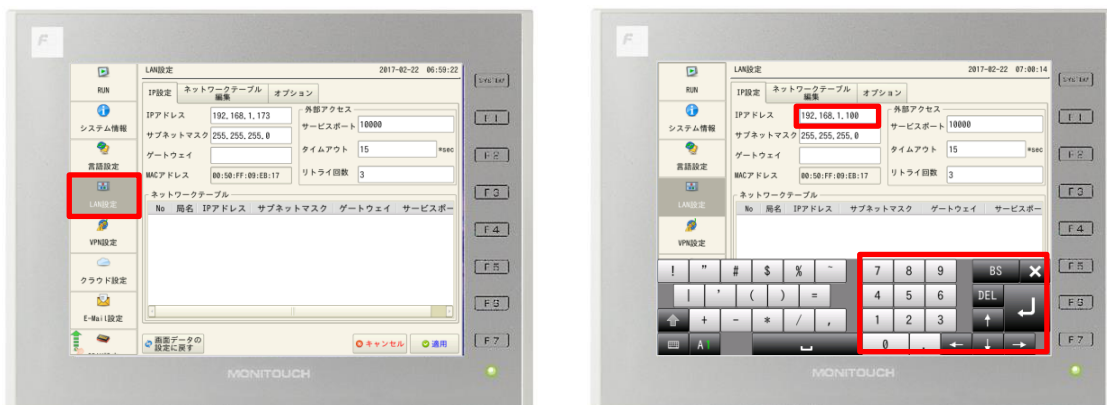 F
LAN設定 2017-02-22 06:59:22
RUN
システム情報
言語設定
LAN設定
VPN設定
クラウド設定
E-Mail設定
IP設定 ネットワークテーブル編集 オプション
IPアドレス 192.168.1.173
サブネットマスク 255.255.255.0
ゲートウェイ
MACアドレス 00:50:FF:09:EB:17
外部アクセス
サービスポート 10000
タイムアウト 15 *sec
リトライ回数 3
ネットワークテーブル
No 局名 IPアドレス サブネットマスク ゲートウェイ サービスポー
画面データの設定に戻す
キャンセル 適用
SYSTEM
F1
F2
F3
F4
F5
F6
F7
MONITOUCH
F
LAN設定 2017-02-22 07:00:14
RUN
システム情報
言語設定
LAN設定
VPN設定
IP設定 ネットワークテーブル編集 オプション
IPアドレス 192.168.1.100
サブネットマスク 255.255.255.0
ゲートウェイ
MACアドレス 00:50:FF:09:EB:17
外部アクセス
サービスポート 10000
タイムアウト 15 *sec
リトライ回数 3
ネットワークテーブル
No 局名 IPアドレス サブネットマスク ゲートウェイ サービスポー
! " # $ % ~ 7 8 9 BS ×
| ' ( ) = 4 5 6 DEL
+ - * / , 1 2 3 ↑
A 0 . ← ↓ →
SYSTEM
F1
F2
F3
F4
F5
F6
F7
MONITOUCH